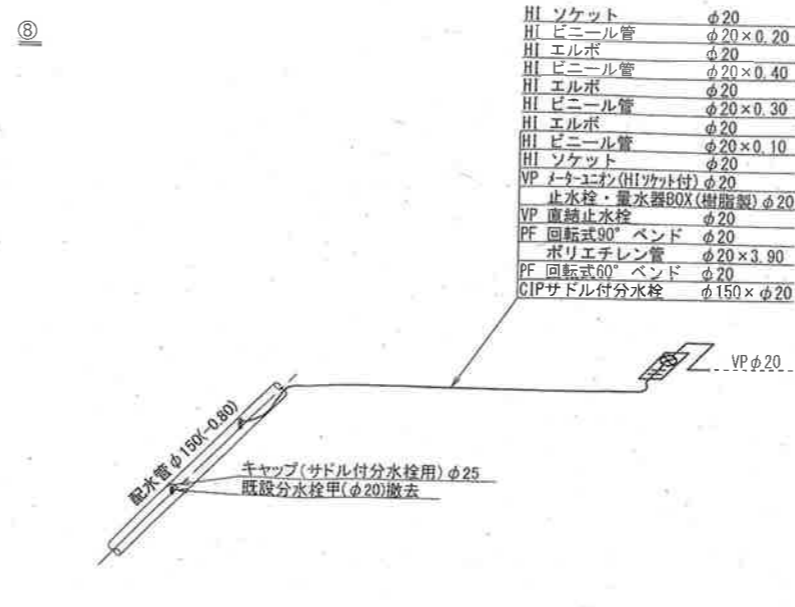 ⑧
HI ソケット φ20
HI ビニール管 φ20×0.20
HI エルボ φ20
HI ビニール管 φ20×0.40
HI エルボ φ20
HI ビニール管 φ20×0.30
HI エルボ φ20
HI ビニール管 φ20×0.10
HI ソケット φ20
VP メーターユニオン(HIソケット付) φ20
止水栓・量水器BOX(樹脂製) φ20
VP 直結止水栓 φ20
PF 回転式90° ベンド φ20
ポリエチレン管 φ20×3.90
PF 回転式60° ベンド φ20
CIPサドル付分水栓 φ150×φ20
VPφ20
配水管φ150(-0.80)
キャップ(サドル付分水栓用)φ25
既設分水栓甲(φ20)撤去